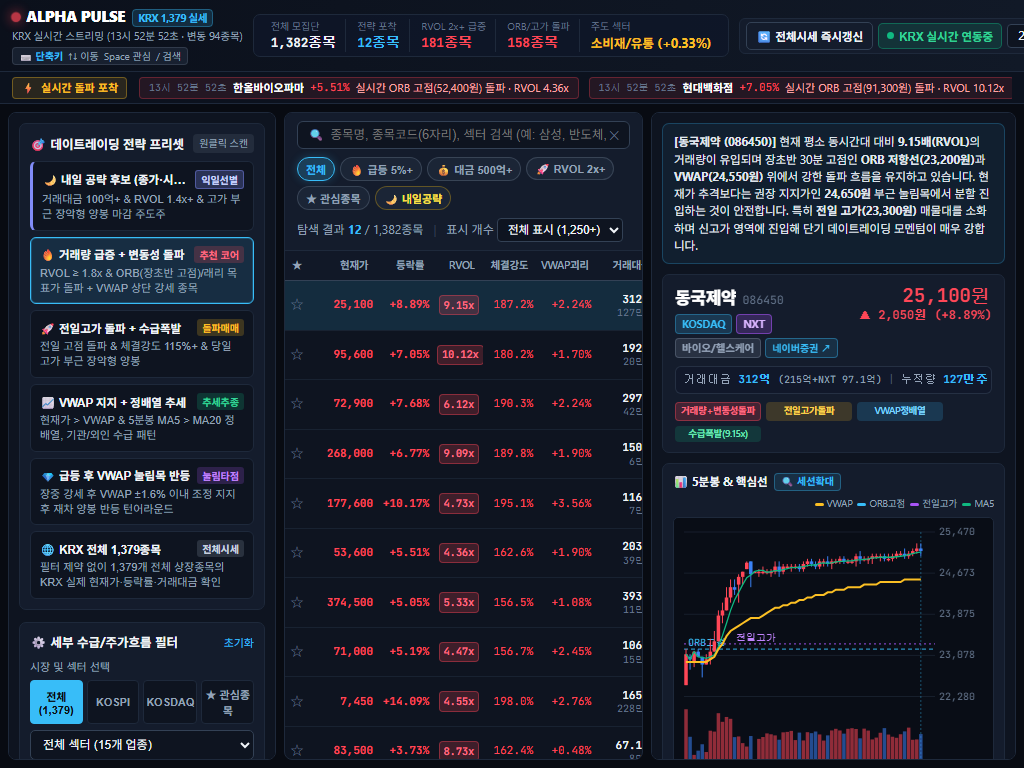 ALPHA PULSE KRX 1,379 실세
KRX 실시간 스트리밍 (13시 52분 52초 · 변동 94종목)
단축키 ↑↓ 이동 Space 관심 / 검색
전체 모집단
1,382종목
전략 포착
12종목
RVOL 2x+ 급증
181종목
ORB/고가 돌파
158종목
주도 섹터
소비재/유통 (+0.33%)
전체시세 즉시갱신
KRX 실시간 연동중
실시간 돌파 포착
13시 52분 52초 한올바이오파마 +5.51% 실시간 ORB 고점(52,400원) 돌파 · RVOL 4.36x
13시 52분 52초 현대백화점 +7.05% 실시간 ORB 고점(91,300원) 돌파 · RVOL 10.12x
데이트레이딩 전략 프리셋 원클릭 스캔
내일 공략 후보 (종가·시... 익일선별
거래대금 100억+ & RVOL 1.4x+ & 고가 부
근 장악형 양봉 마감 주도주
거래량 급증 + 변동성 돌파 추천 코어
RVOL ≥ 1.8x & ORB(장초반 고점)/래리 목
표가 돌파 + VWAP 상단 강세 종목
전일고가 돌파 + 수급폭발 돌파매매
전일 고점 돌파 & 체결강도 115%+ & 당일
고가 부근 장악형 양봉
VWAP 지지 + 정배열 추세 추세추종
현재가 > VWAP & 5분봉 MA5 > MA20 정
배열, 기관/외인 수급 패턴
급등 후 VWAP 눌림목 반등 눌림타점
장중 강세 후 VWAP ±1.6% 이내 조정 지지
후 재차 양봉 반등 턴어라운드
KRX 전체 1,379종목 전체시세
필터 제약 없이 1,379개 전체 상장종목의
KRX 실제 현재가·등락률·거래대금 확인
세부 수급/주가흐름 필터 초기화
시장 및 섹터 선택
전체
(1,379)
KOSPI
KOSDAQ
★ 관심종
목
전체 섹터 (15개 업종)
종목명, 종목코드(6자리), 섹터 검색 (예: 삼성, 반도체,
전체 급등 5%+ 대금 500억+ RVOL 2x+
★ 관심종목 내일공략
탐색 결과 12 / 1,382종목 | 표시 개수 전체 표시 (1,250+)
★ 현재가 등락률 RVOL 체결강도 VWAP괴리 거래대
☆ 25,100 +8.89% 9.15x 187.2% +2.24% 312
127만
☆ 95,600 +7.05% 10.12x 180.2% +1.70% 192
20만
☆ 72,900 +7.68% 6.12x 190.3% +2.24% 297
42만
☆ 268,000 +6.77% 9.09x 189.8% +1.90% 150
6만
☆ 177,600 +10.17% 4.73x 195.1% +3.56% 116
7만
☆ 53,600 +5.51% 4.36x 162.6% +1.90% 203
39만
☆ 374,500 +5.05% 5.33x 156.5% +1.08% 393
11만
☆ 71,000 +5.19% 4.47x 156.7% +2.45% 106
15만
☆ 7,450 +14.09% 4.55x 198.0% +2.76% 165
228만
☆ 83,500 +3.73% 8.73x 162.4% +0.48% 67.1
[동국제약 (086450)] 현재 평소 동시간대 대비 9.15배(RVOL)의
거래량이 유입되며 장초반 30분 고점인 ORB 저항선(23,200원)과
VWAP(24,550원) 위에서 강한 돌파 흐름을 유지하고 있습니다. 현
재가 추격보다는 권장 지지가인 24,650원 부근 눌림목에서 분할 진
입하는 것이 안전합니다. 특히 전일 고가(23,300원) 매물대를 소화
하며 신고가 영역에 진입해 단기 데이트레이딩 모멘텀이 매우 강합
니다.
동국제약 086450
25,100원
▲ 2,050원 (+8.89%)
KOSDAQ NXT
바이오/헬스케어 네이버증권 ↗
거래대금 312억 (215억+NXT 97.1억) | 누적량 127만주
거래량+변동성돌파 전일고가돌파 VWAP정배열
수급폭발(9.15x)
5분봉 & 핵심선 세션확대
VWAP ORB고점 전일고가 MA5
25,470
24,673
23,875
23,078
22,280
전일고가